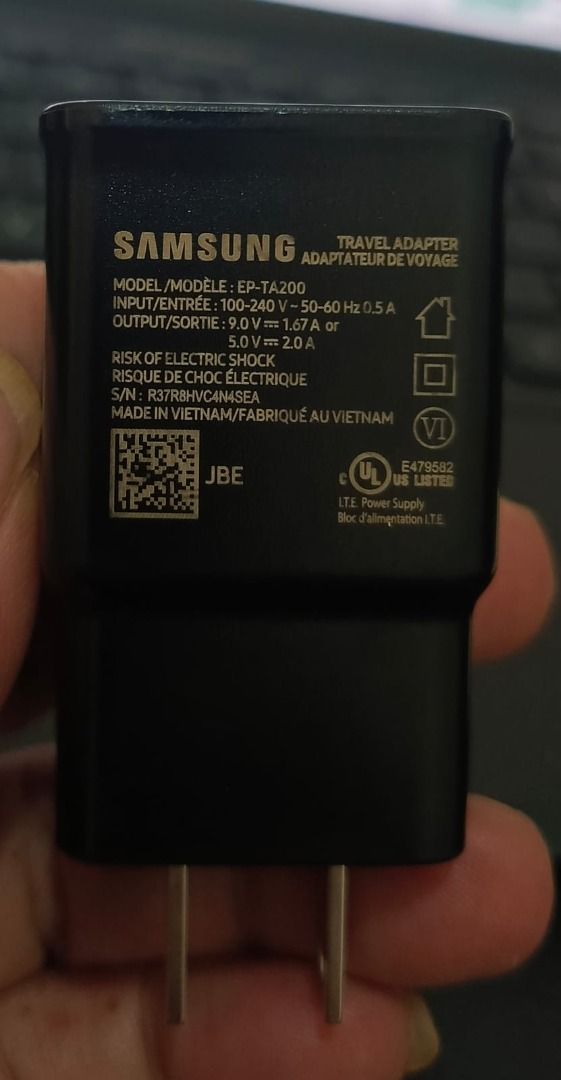 SAMSUNG TRAVEL ADAPTER
ADAPTATEUR DE VOYAGE
MODEL/MODÈLE : EP-TA200
INPUT/ENTRÉE : 100-240 V ~ 50-60 Hz 0.5 A
OUTPUT/SORTIE : 9.0 V ⎓ 1.67 A or
5.0 V ⎓ 2.0 A
RISK OF ELECTRIC SHOCK
RISQUE DE CHOC ÉLECTRIQUE
S/N : R37R8HVC4N4SEA
MADE IN VIETNAM/FABRIQUÉ AU VIETNAM
VI
JBE
c UL US LISTED
E479582
I.T.E. Power Supply
Bloc d'alimentation I.T.E.